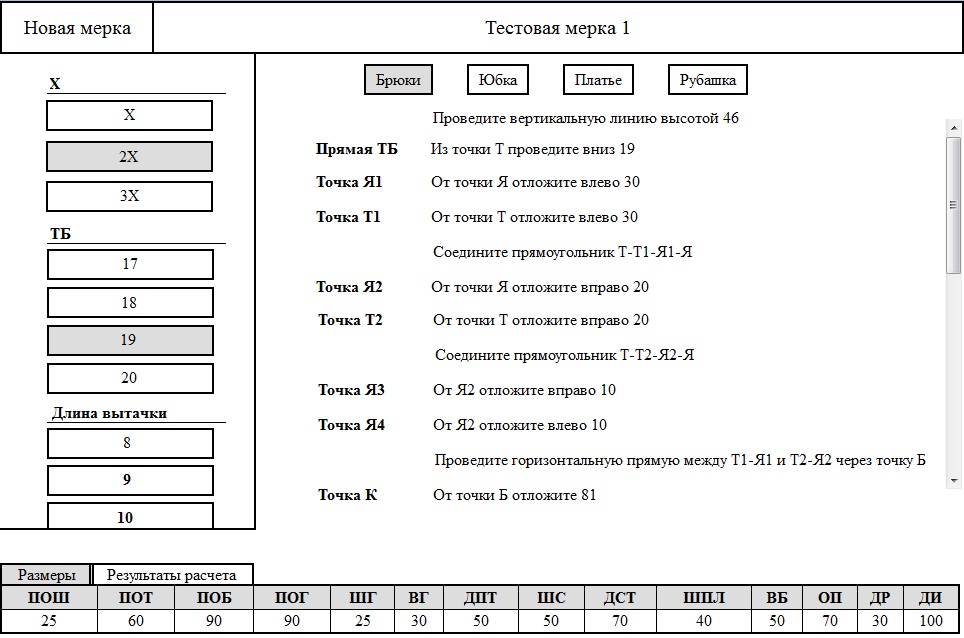 Новая мерка Тестовая мерка 1
Х
Х
2Х
3Х
ТБ
17
18
19
20
Длина вытачки
8
9
10
Брюки Юбка Платье Рубашка
Проведите вертикальную линию высотой 46
Прямая ТБ Из точки Т проведите вниз 19
Точка Я1 От точки Я отложите влево 30
Точка Т1 От точки Т отложите влево 30
Соедините прямоугольник Т-Т1-Я1-Я
Точка Я2 От точки Я отложите вправо 20
Точка Т2 От точки Т отложите вправо 20
Соедините прямоугольник Т-Т2-Я2-Я
Точка Я3 От Я2 отложите вправо 10
Точка Я4 От Я2 отложите влево 10
Проведите горизонтальную прямую между Т1-Я1 и Т2-Я2 через точку Б
Точка К От точки Б отложите 81
Размеры Результаты расчета
ПОШ ПОТ ПОБ ПОГ ШГ ВГ ДПТ ШС ДСТ ШПЛ ВБ ОП ДР ДИ
25 60 90 90 25 30 50 50 70 40 50 70 30 100